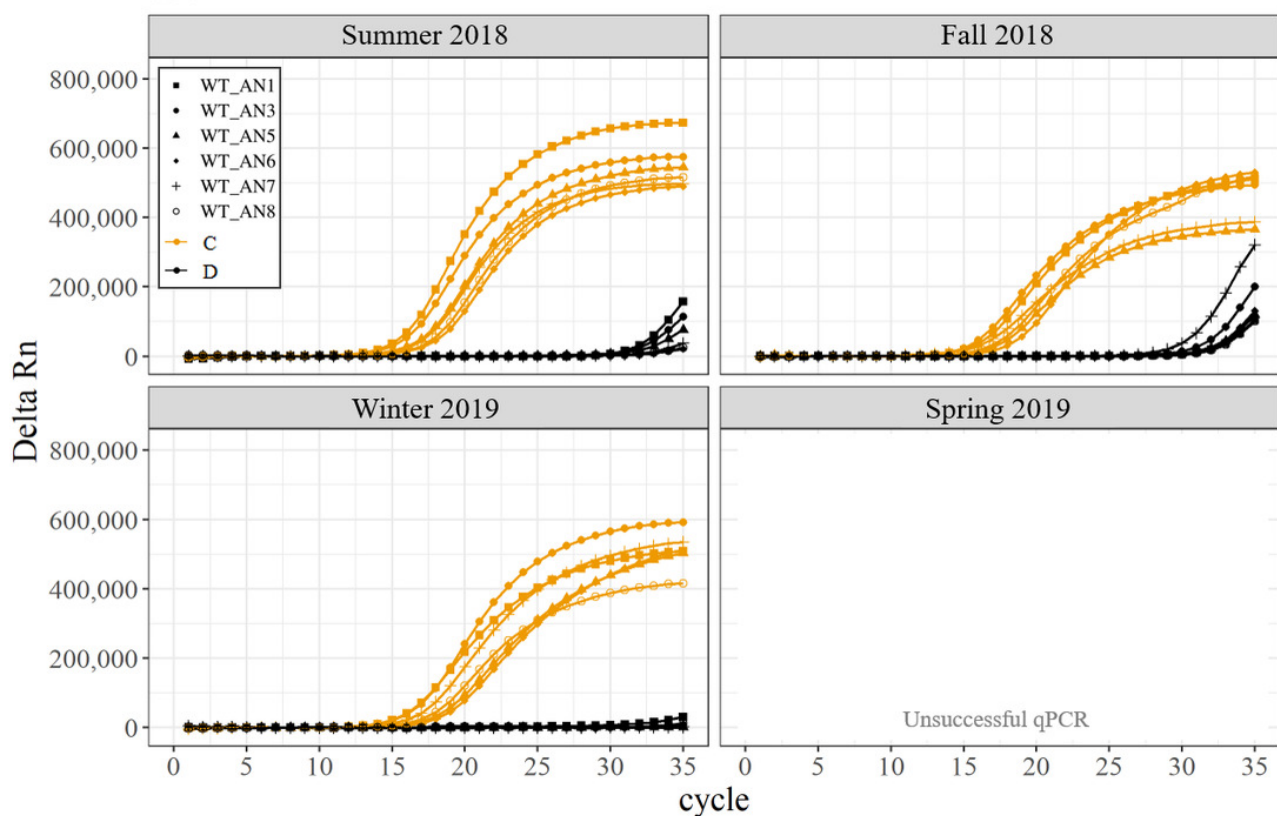 Summer 2018
Fall 2018
800,000
600,000
400,000
200,000
0
WT_AN1
WT_AN3
WT_AN5
WT_AN6
WT_AN7
WT_AN8
C
D
Delta Rn
Winter 2019
Spring 2019
800,000
600,000
400,000
200,000
0
Unsuccessful qPCR
0 5 10 15 20 25 30 35
0 5 10 15 20 25 30 35
cycle